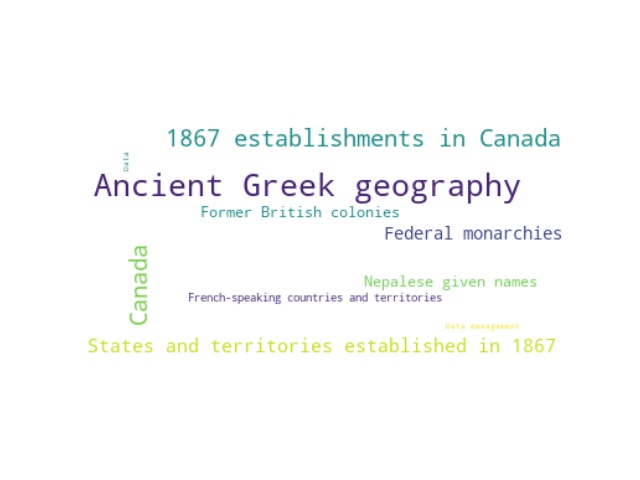 1867 establishments in Canada
Data
Ancient Greek geography
Former British colonies
Federal monarchies
Canada
Nepalese given names
French-speaking countries and territories
Data management
States and territories established in 1867